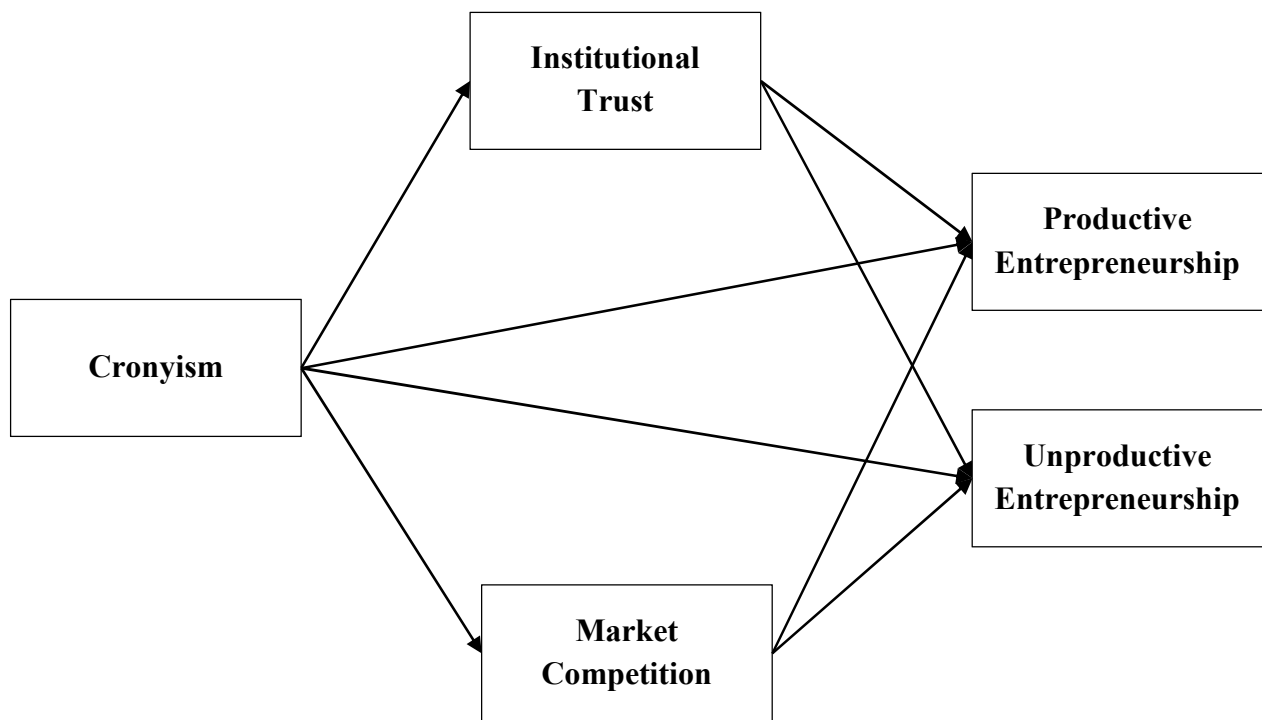 Institutional
Trust
Productive
Entrepreneurship
Cronyism
Unproductive
Entrepreneurship
Market
Competition